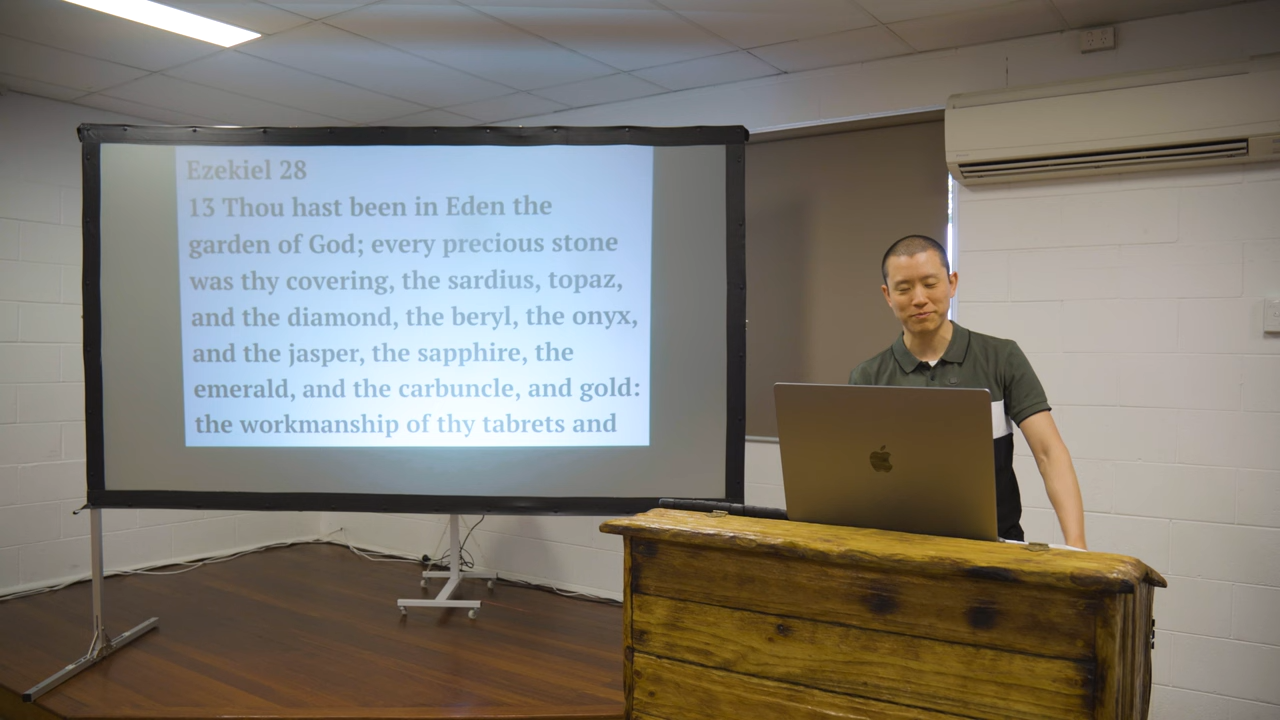 Ezekiel 28
13 Thou hast been in Eden the
garden of God; every precious stone
was thy covering, the sardius, topaz,
and the diamond, the beryl, the onyx,
and the jasper, the sapphire, the
emerald, and the carbuncle, and gold:
the workmanship of thy tabrets and